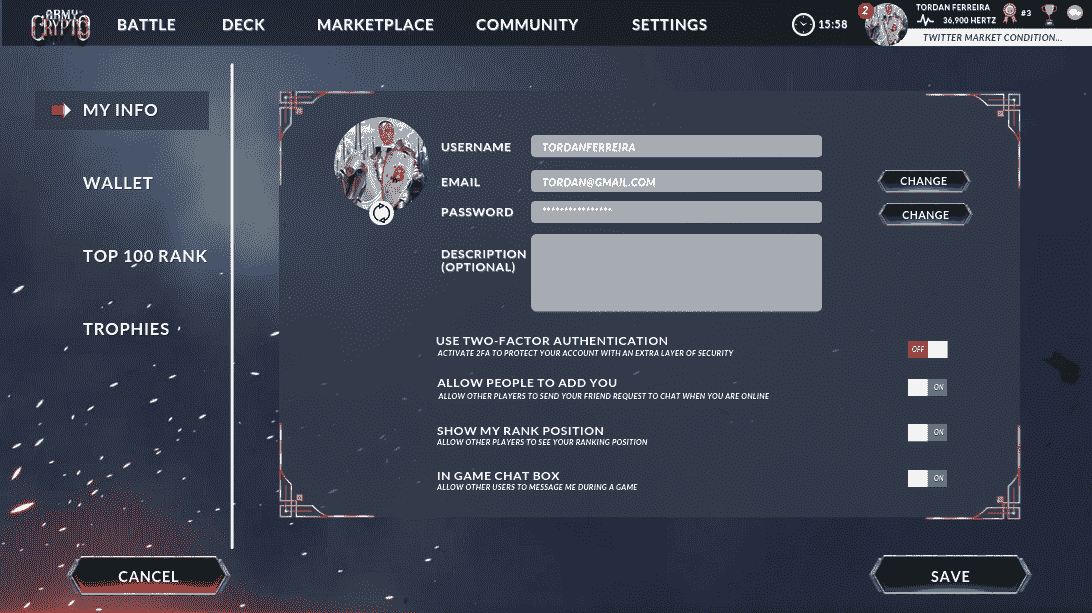 ARMY
CRYPTO
BATTLE
DECK
MARKETPLACE
COMMUNITY
SETTINGS
15:58
2
TORDAN FERREIRA
36,900 HERTZ
#3
TWITTER MARKET CONDITION...
MY INFO
WALLET
TOP 100 RANK
TROPHIES
USERNAME
TORDANFERREIRA
EMAIL
TORDAN@GMAIL.COM
CHANGE
PASSWORD
****************
CHANGE
DESCRIPTION
(OPTIONAL)
USE TWO-FACTOR AUTHENTICATION
ACTIVATE 2FA TO PROTECT YOUR ACCOUNT WITH AN EXTRA LAYER OF SECURITY
OFF
ALLOW PEOPLE TO ADD YOU
ALLOW OTHER PLAYERS TO SEND YOUR FRIEND REQUEST TO CHAT WHEN YOU ARE ONLINE
ON
SHOW MY RANK POSITION
ALLOW OTHER PLAYERS TO SEE YOUR RANKING POSITION
ON
IN GAME CHAT BOX
ALLOW OTHER USERS TO MESSAGE ME DURING A GAME
ON
CANCEL
SAVE